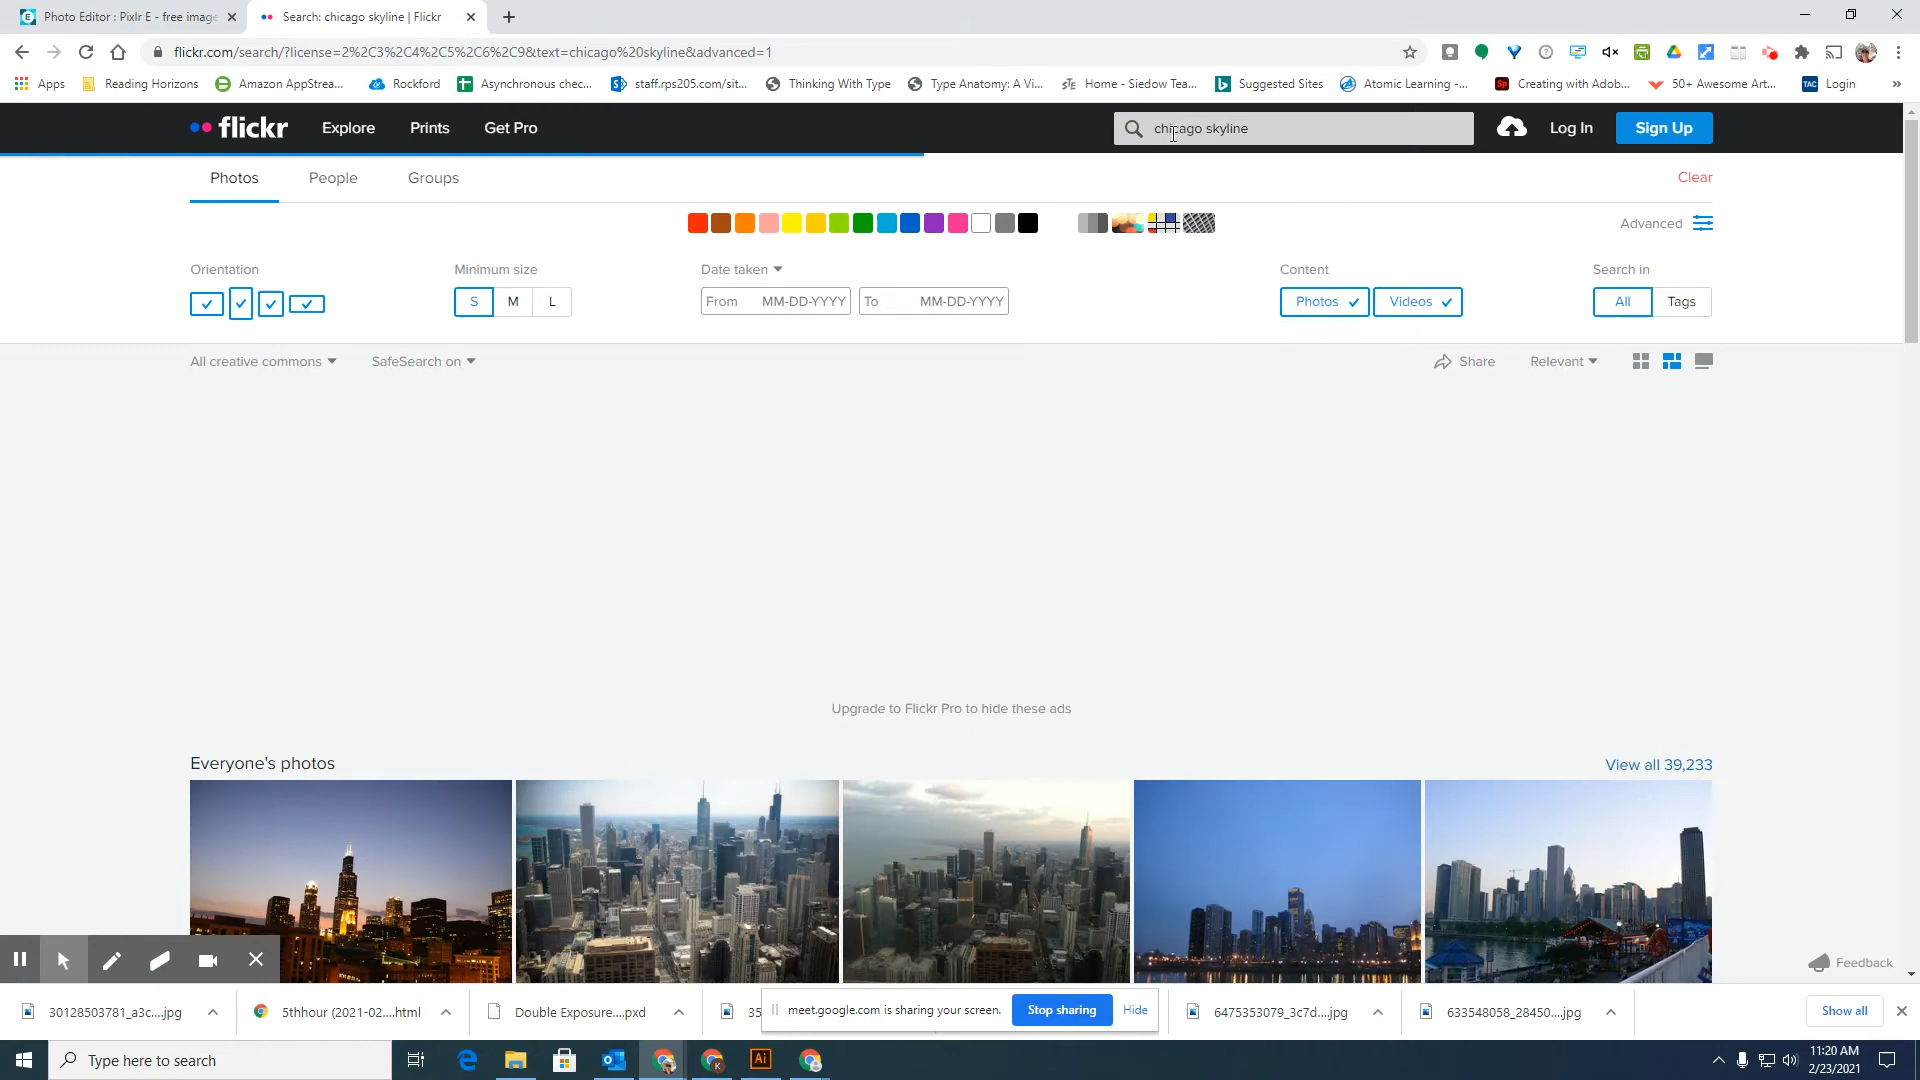 Photo Editor : Pixlr E - free image
Search: chicago skyline | Flickr
flickr.com/search/?license=2%2C3%2C4%2C5%2C6%2C9&text=chicago%20skyline&advanced=1
Apps
Reading Horizons
Amazon AppStrea...
Rockford
Asynchronous chec...
staff.rps205.com/sit...
Thinking With Type
Type Anatomy: A Vi...
Home - Siedow Tea...
Suggested Sites
Atomic Learning -...
Creating with Adob...
50+ Awesome Art...
Login
flickr
Explore
Prints
Get Pro
chicago skyline
Log In
Sign Up
Photos
People
Groups
Clear
Advanced
Orientation
Minimum size
Date taken
Content
Search in
S
M
L
From MM-DD-YYYY
To MM-DD-YYYY
Photos
Videos
All
Tags
All creative commons
SafeSearch on
Share
Relevant
Upgrade to Flickr Pro to hide these ads
Everyone's photos
View all 39,233
Feedback
30128503781_a3c....jpg
5thhour (2021-02....html
Double Exposure....pxd
35
meet.google.com is sharing your screen.
Stop sharing
Hide
6475353079_3c7d....jpg
633548058_28450....jpg
Show all
Type here to search
Ai
11:20 AM
2/23/2021